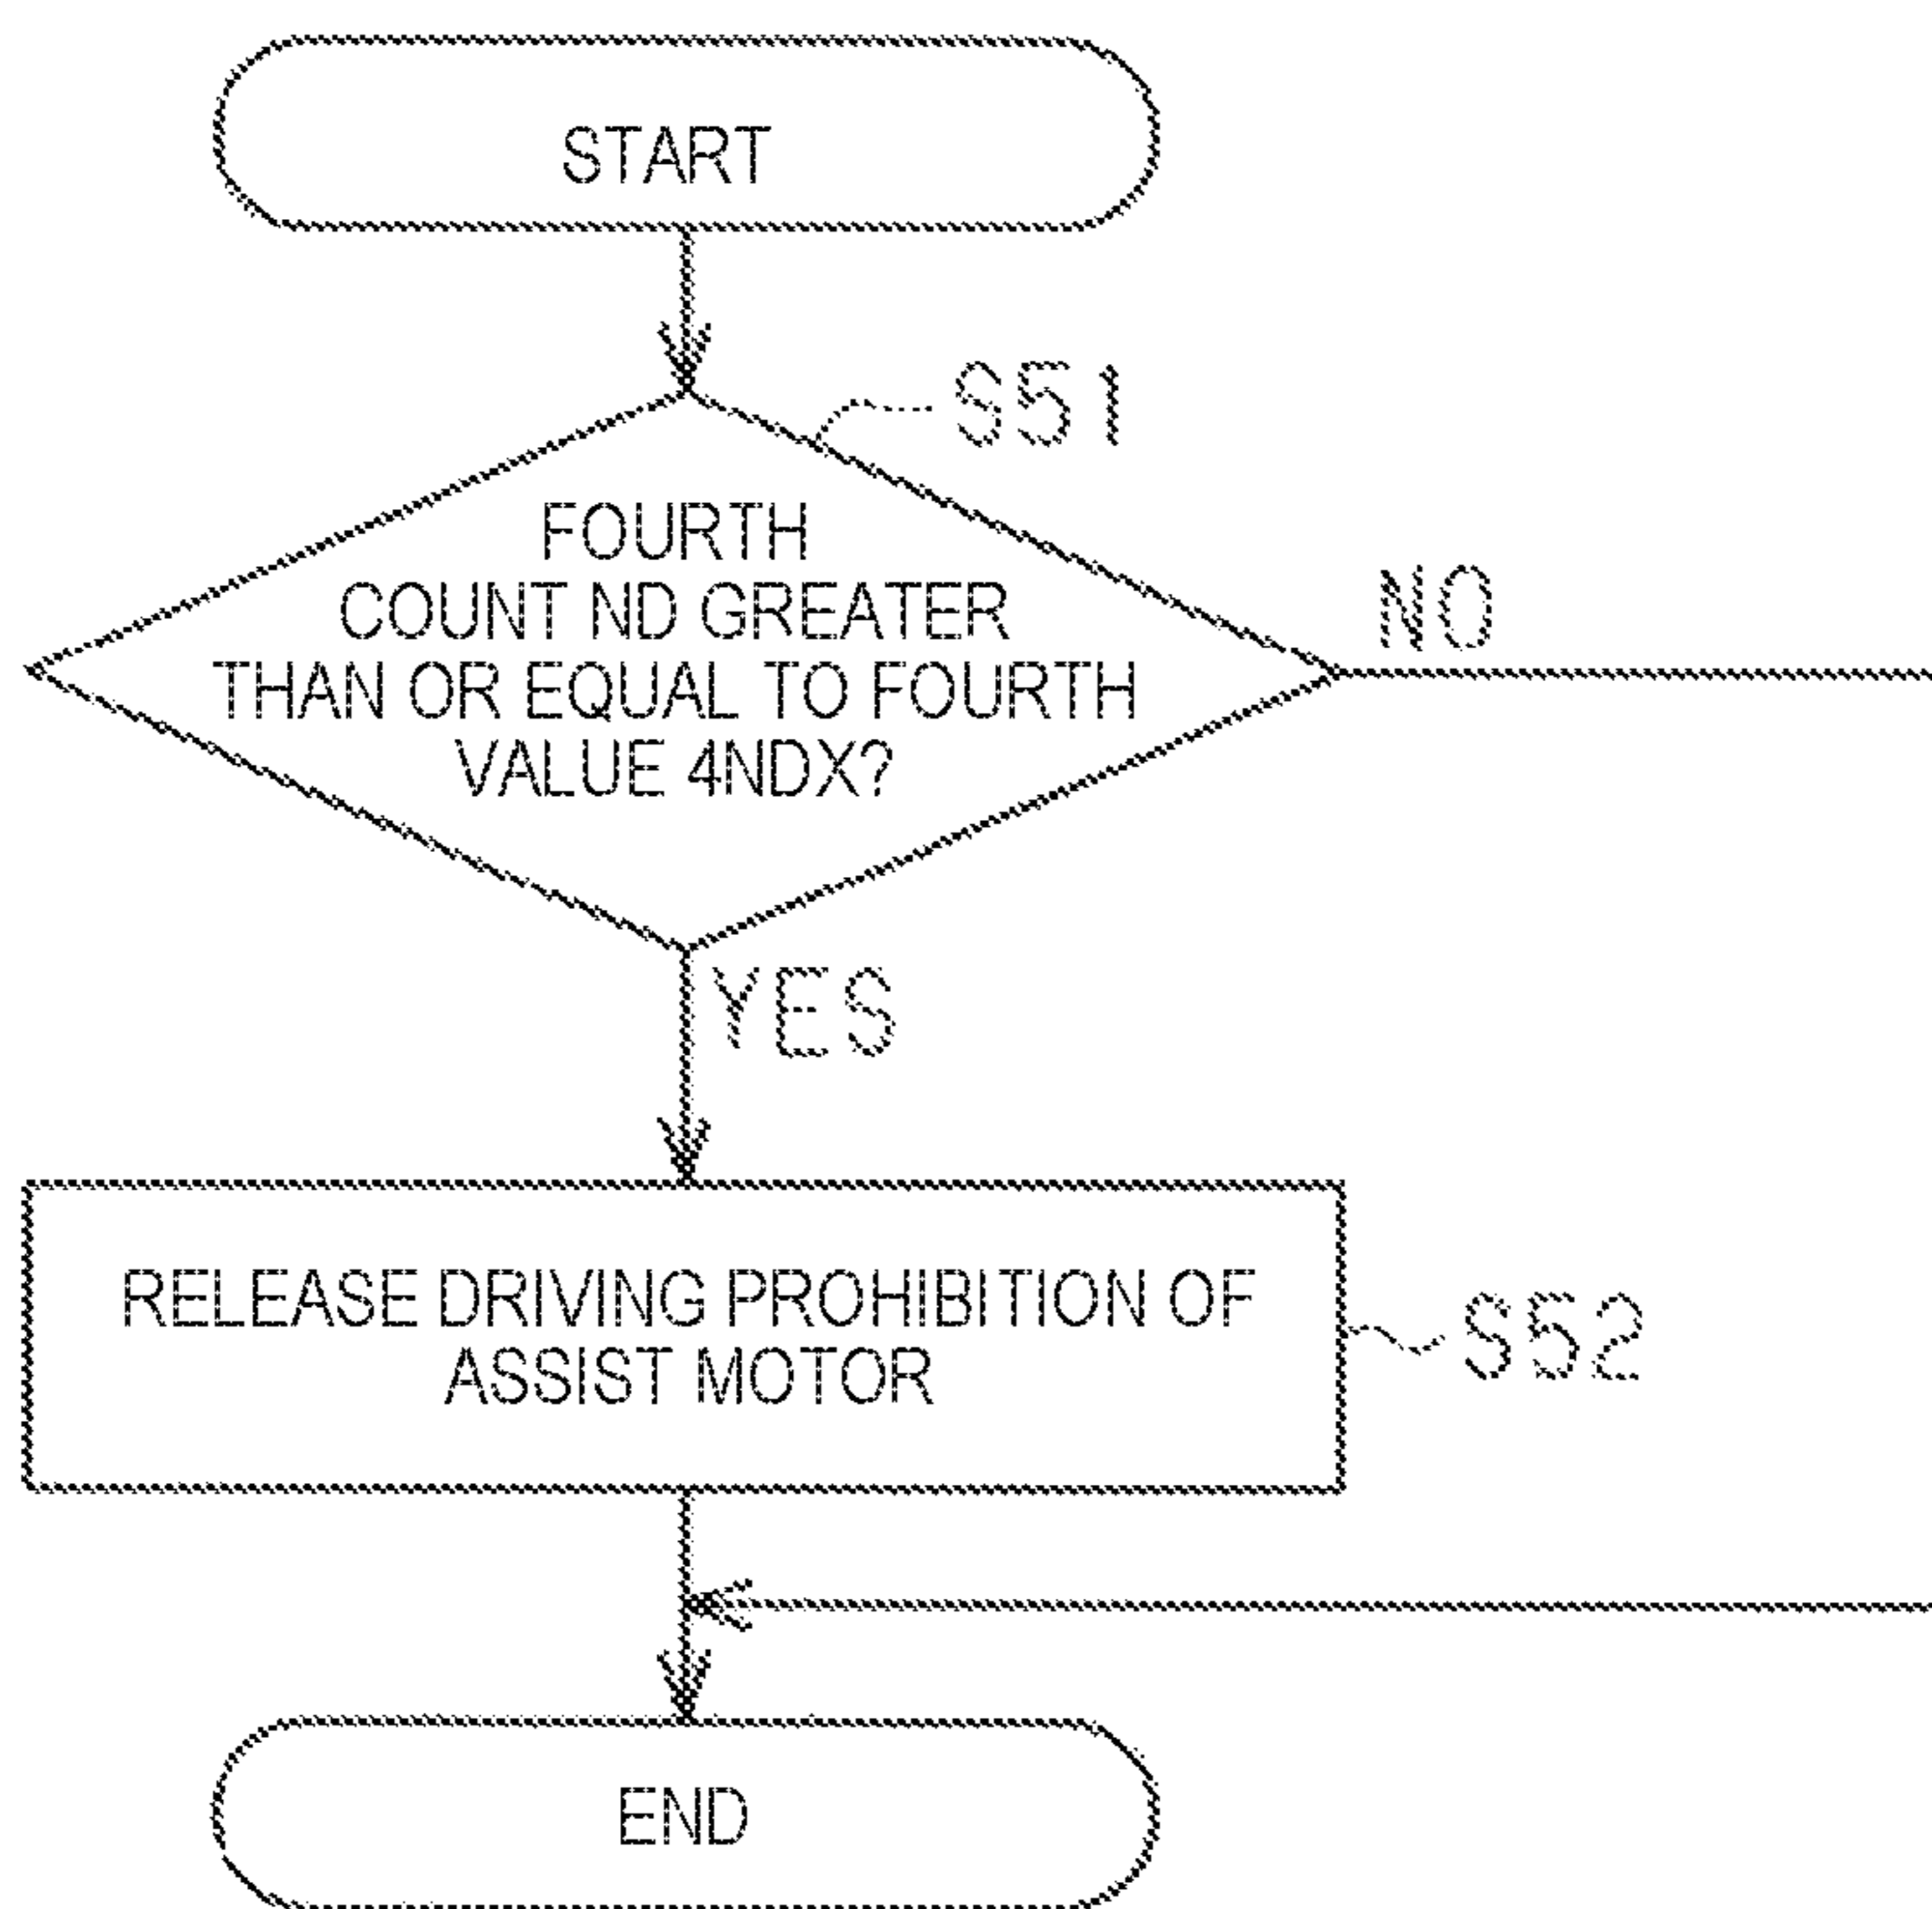 START
S51
FOURTH
COUNT ND GREATER
THAN OR EQUAL TO FOURTH
VALUE 4NDX?
NO
YES
RELEASE DRIVING PROHIBITION OF
ASSIST MOTOR
S52
END